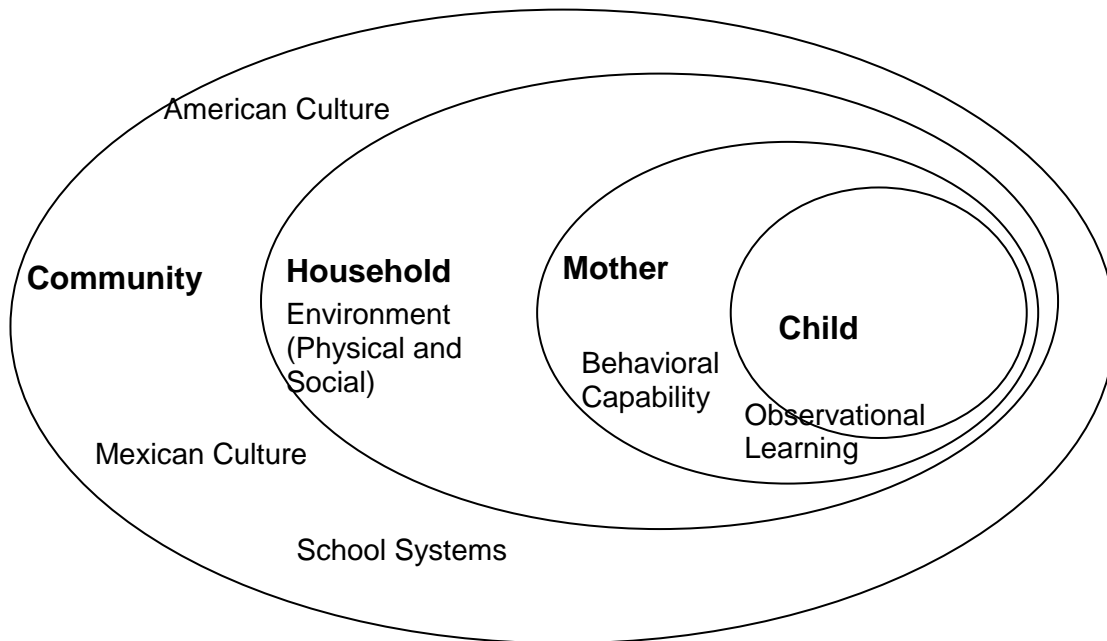 American Culture
Community
Household
Environment
(Physical and
Social)
Mother
Behavioral
Capability
Child
Observational
Learning
Mexican Culture
School Systems